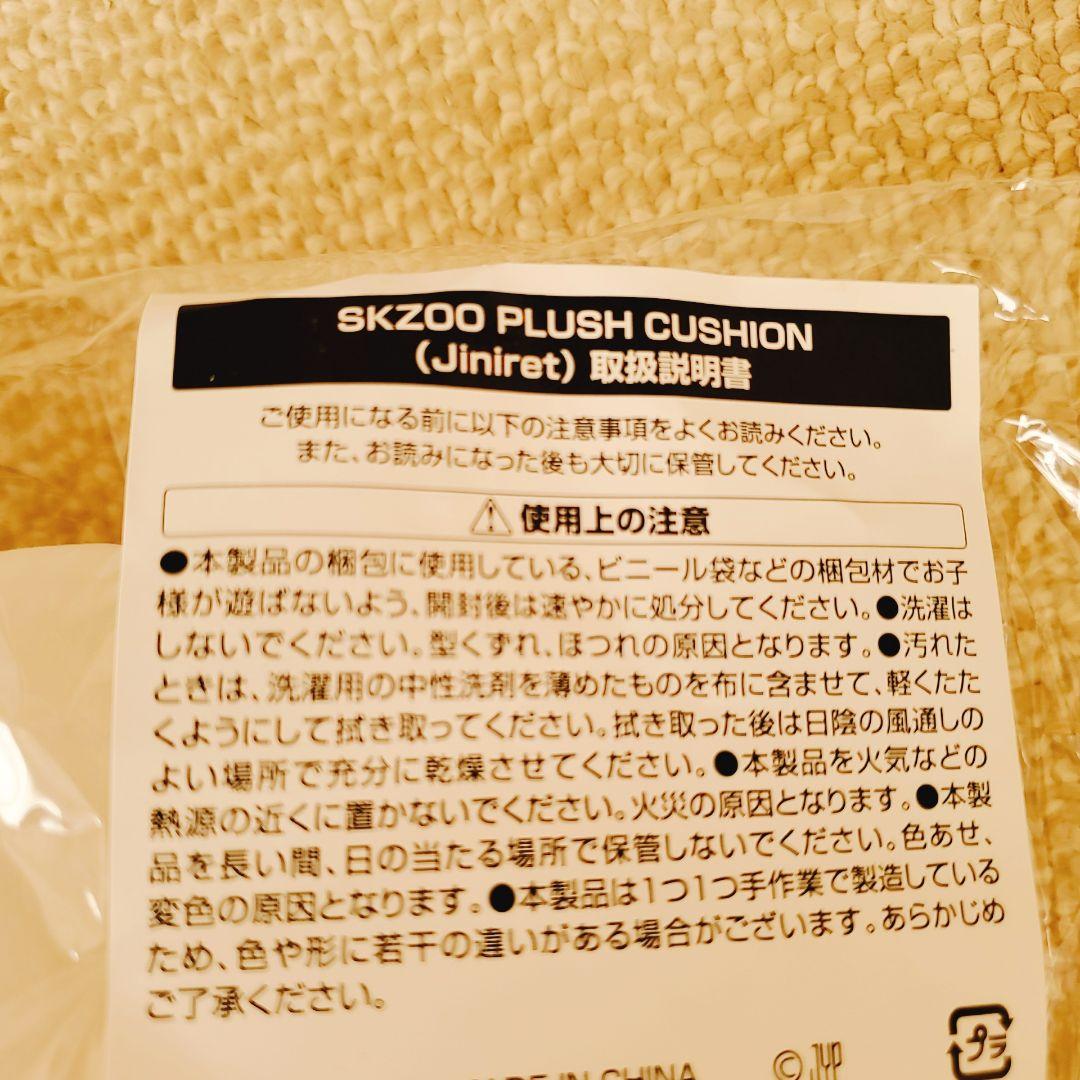 SKZOO PLUSH CUSHION
(Jiniret) 取扱説明書
ご使用になる前に以下の注意事項をよくお読みください。
また、お読みになった後も大切に保管してください。
使用上の注意
●本製品の梱包に使用している、ビニール袋などの梱包材でお子
様が遊ばないよう、開封後は速やかに処分してください。●洗濯は
しないでください。型くずれ、ほつれの原因となります。●汚れた
ときは、洗濯用の中性洗剤を薄めたものを布に含ませて、軽くたた
くようにして拭き取ってください。拭き取った後は日陰の風通しの
よい場所で充分に乾燥させてください。●本製品を火気などの
熱源の近くに置かないでください。火災の原因となります。●本製
品を長い間、日の当たる場所で保管しないでください。色あせ、
変色の原因となります。●本製品は1つ1つ手作業で製造している
ため、色や形に若干の違いがある場合がございます。あらかじめ
ご了承ください。
MADE IN CHINA
© JYP
プラ